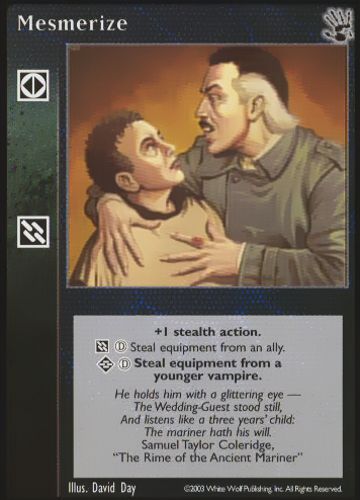 Mesmerize
+1 stealth action.
Ⓓ Steal equipment from an ally.
Ⓓ Steal equipment from a
younger vampire.
He holds him with a glittering eye —
The Wedding-Guest stood still,
And listens like a three years' child:
The mariner hath his will.
Samuel Taylor Coleridge,
"The Rime of the Ancient Mariner"
Illus. David Day
©2003 White Wolf Publishing, Inc. All Rights Reserved.